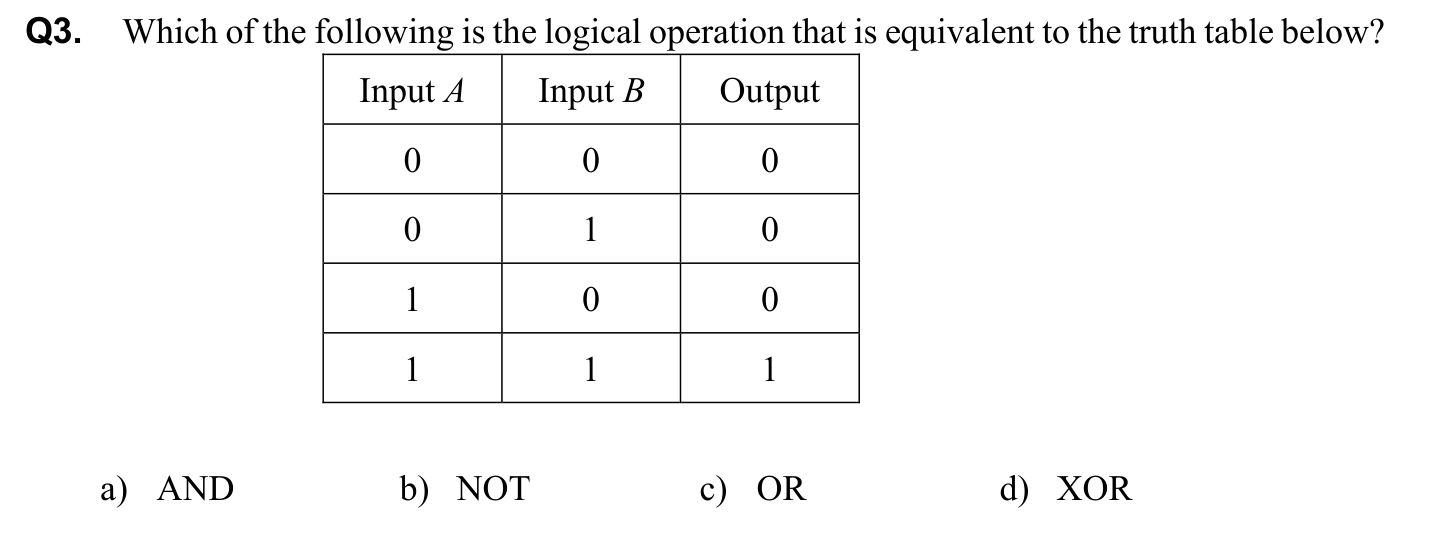 Q3. Which of the following is the logical operation that is equivalent to the truth table below?
Input A Input B Output
0 0 0
0 1 0
1 0 0
1 1 1
a) AND b) NOT c) OR d) XOR